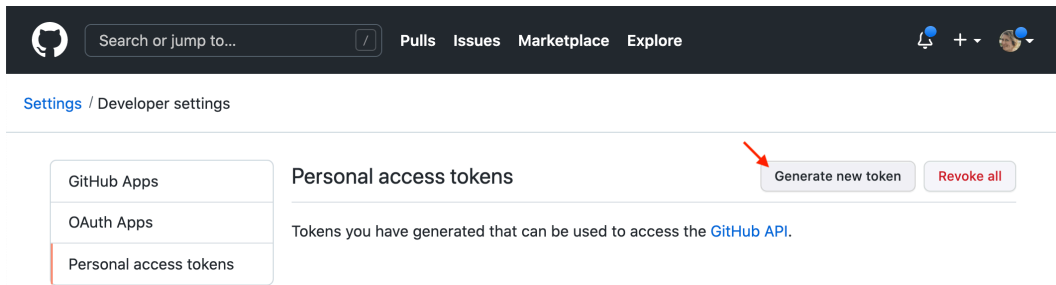 Search or jump to... / Pulls Issues Marketplace Explore
Settings / Developer settings
GitHub Apps
OAuth Apps
Personal access tokens
Personal access tokens Generate new token Revoke all
Tokens you have generated that can be used to access the GitHub API.